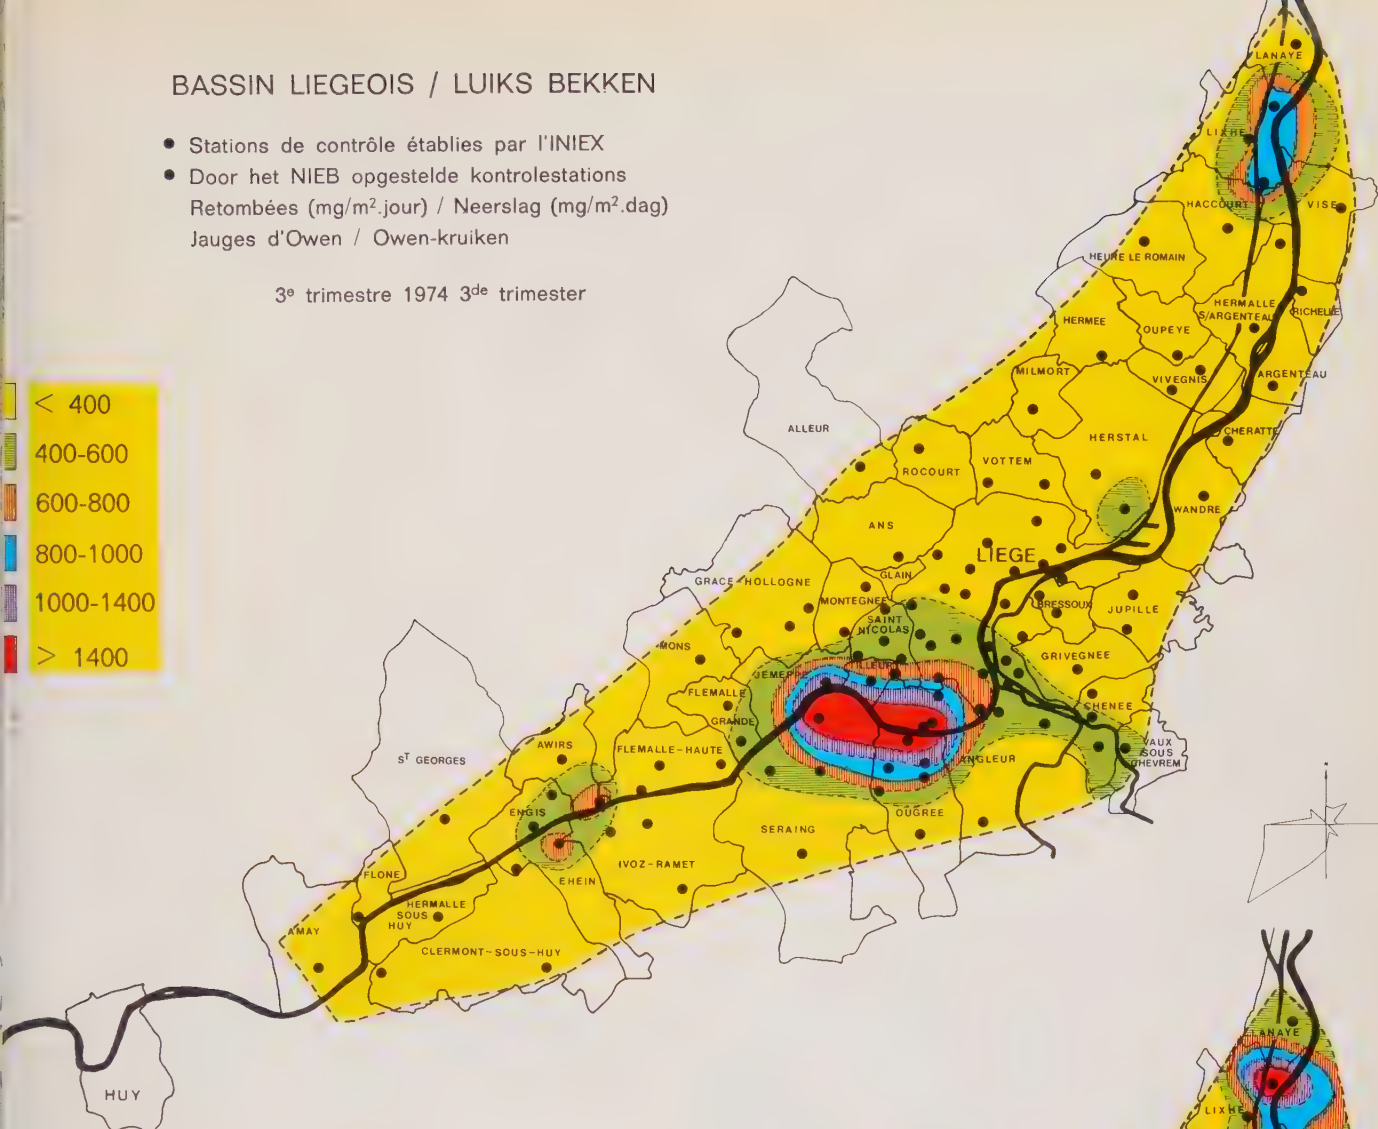 BASSIN LIEGEOIS / LUIKS BEKKEN
• Stations de contrôle établies par l'INIEX
• Door het NIEB opgestelde kontrolestations
Retombées (mg/m².jour) / Neerslag (mg/m².dag)
Jauges d'Owen / Owen-kruiken
3e trimestre 1974 3de trimester
< 400
400-600
600-800
800-1000
1000-1400
> 1400
LANAYE
LIXHE
HACCOURT
VISE
HEURE LE ROMAIN
HERMALLE
S/ARGENTEAU
RICHELLE
HERMEE
OUPEYE
MILMORT
VIVEGNIS
ARGENTEAU
ALLEUR
HERSTAL
CHERATTE
ROCOURT
VOTTEM
WANDRE
ANS
LIEGE
GRACE-HOLLOGNE
GLAIN
MONTEGNEE
BRESSOUX
JUPILLE
SAINT
NICOLAS
MONS
GRIVEGNEE
JEMEPPE
TILLEUR
FLEMALLE
GRANDE
CHENEE
AWIRS
FLEMALLE-HAUTE
ST GEORGES
ANGLEUR
VAUX
SOUS
CHEVREM
ENGIS
OUGREE
SERAING
IVOZ-RAMET
FLONE
EHEIN
HERMALLE
SOUS
HUY
AMAY
CLERMONT-SOUS-HUY
HUY
LANAYE
LIXHE